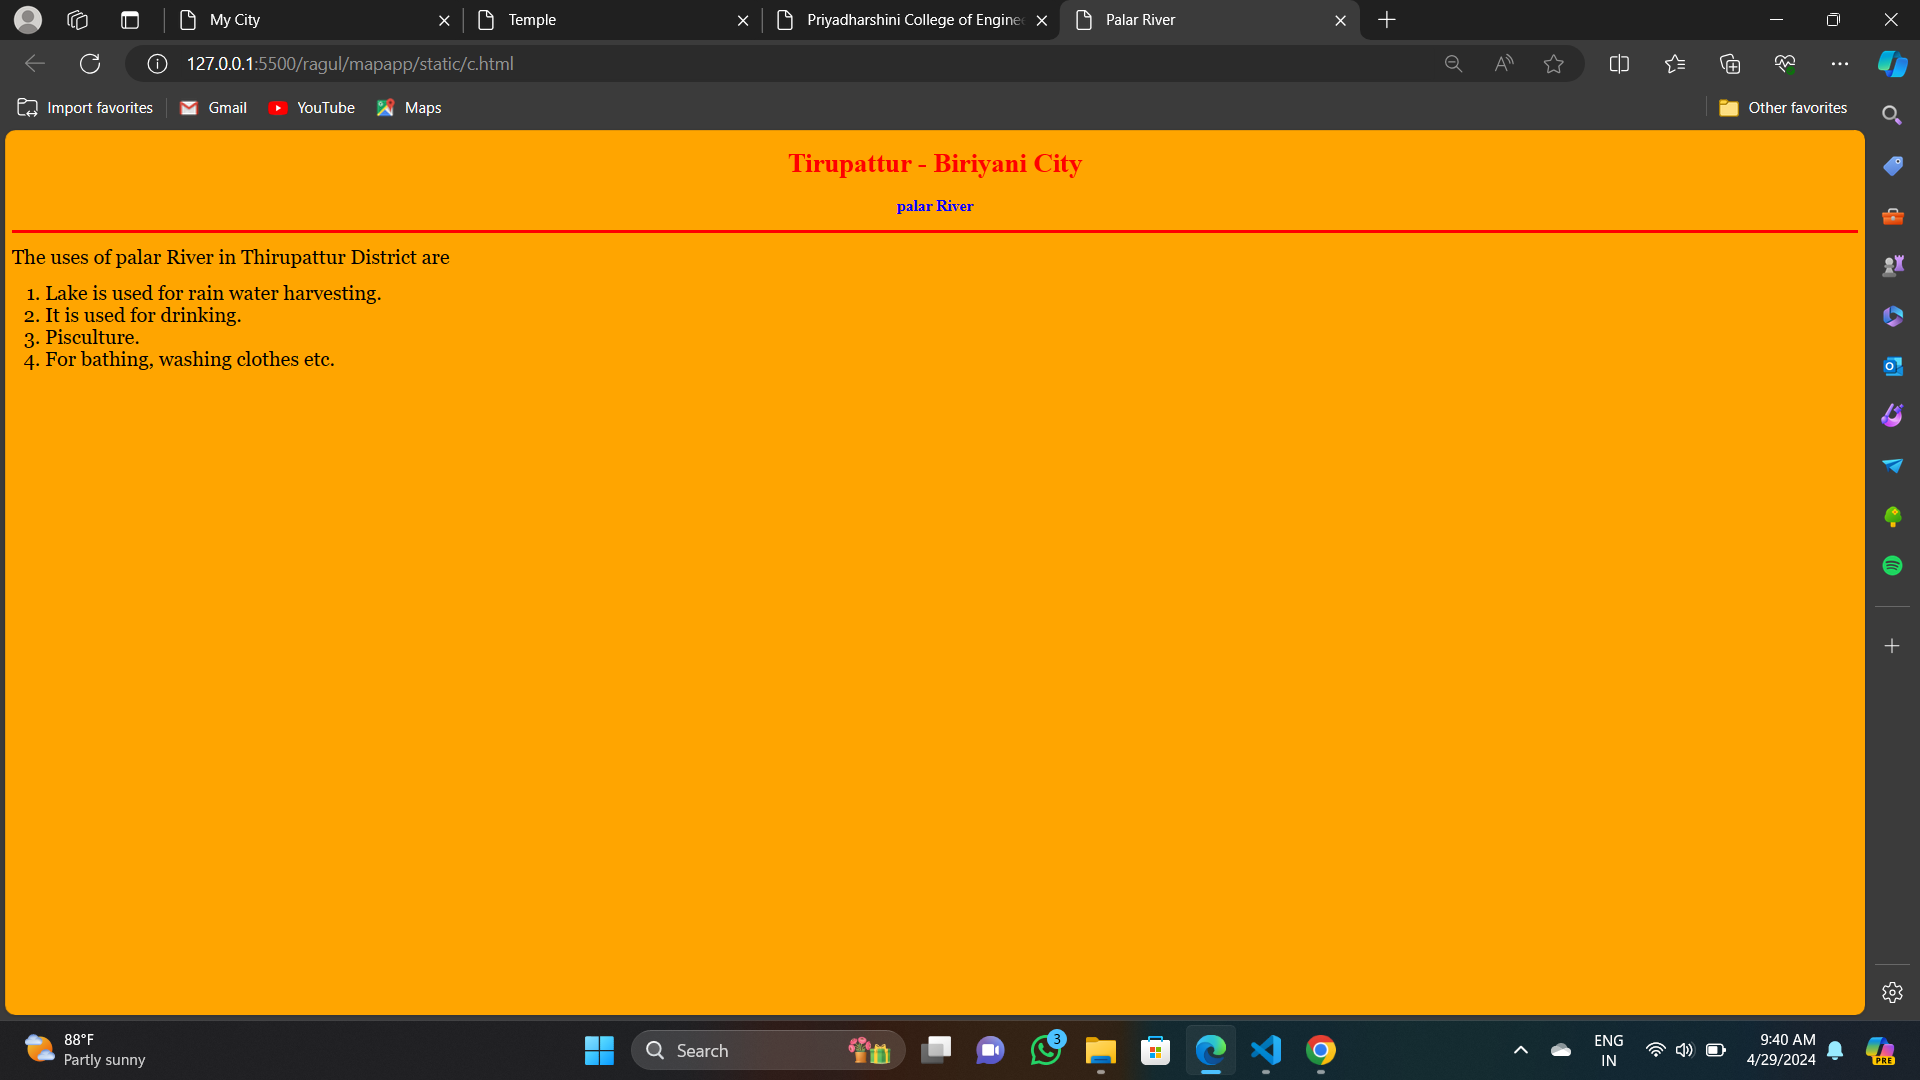 My City
Temple
Priyadharshini College of Enginee
Palar River
127.0.0.1:5500/ragul/mapapp/static/c.html
Import favorites
Gmail
YouTube
Maps
Other favorites
Tirupattur - Biriyani City
palar River
The uses of palar River in Thirupattur District are
1. Lake is used for rain water harvesting.
2. It is used for drinking.
3. Pisculture.
4. For bathing, washing clothes etc.
88°F
Partly sunny
Search
3
ENG
IN
9:40 AM
4/29/2024
PRE